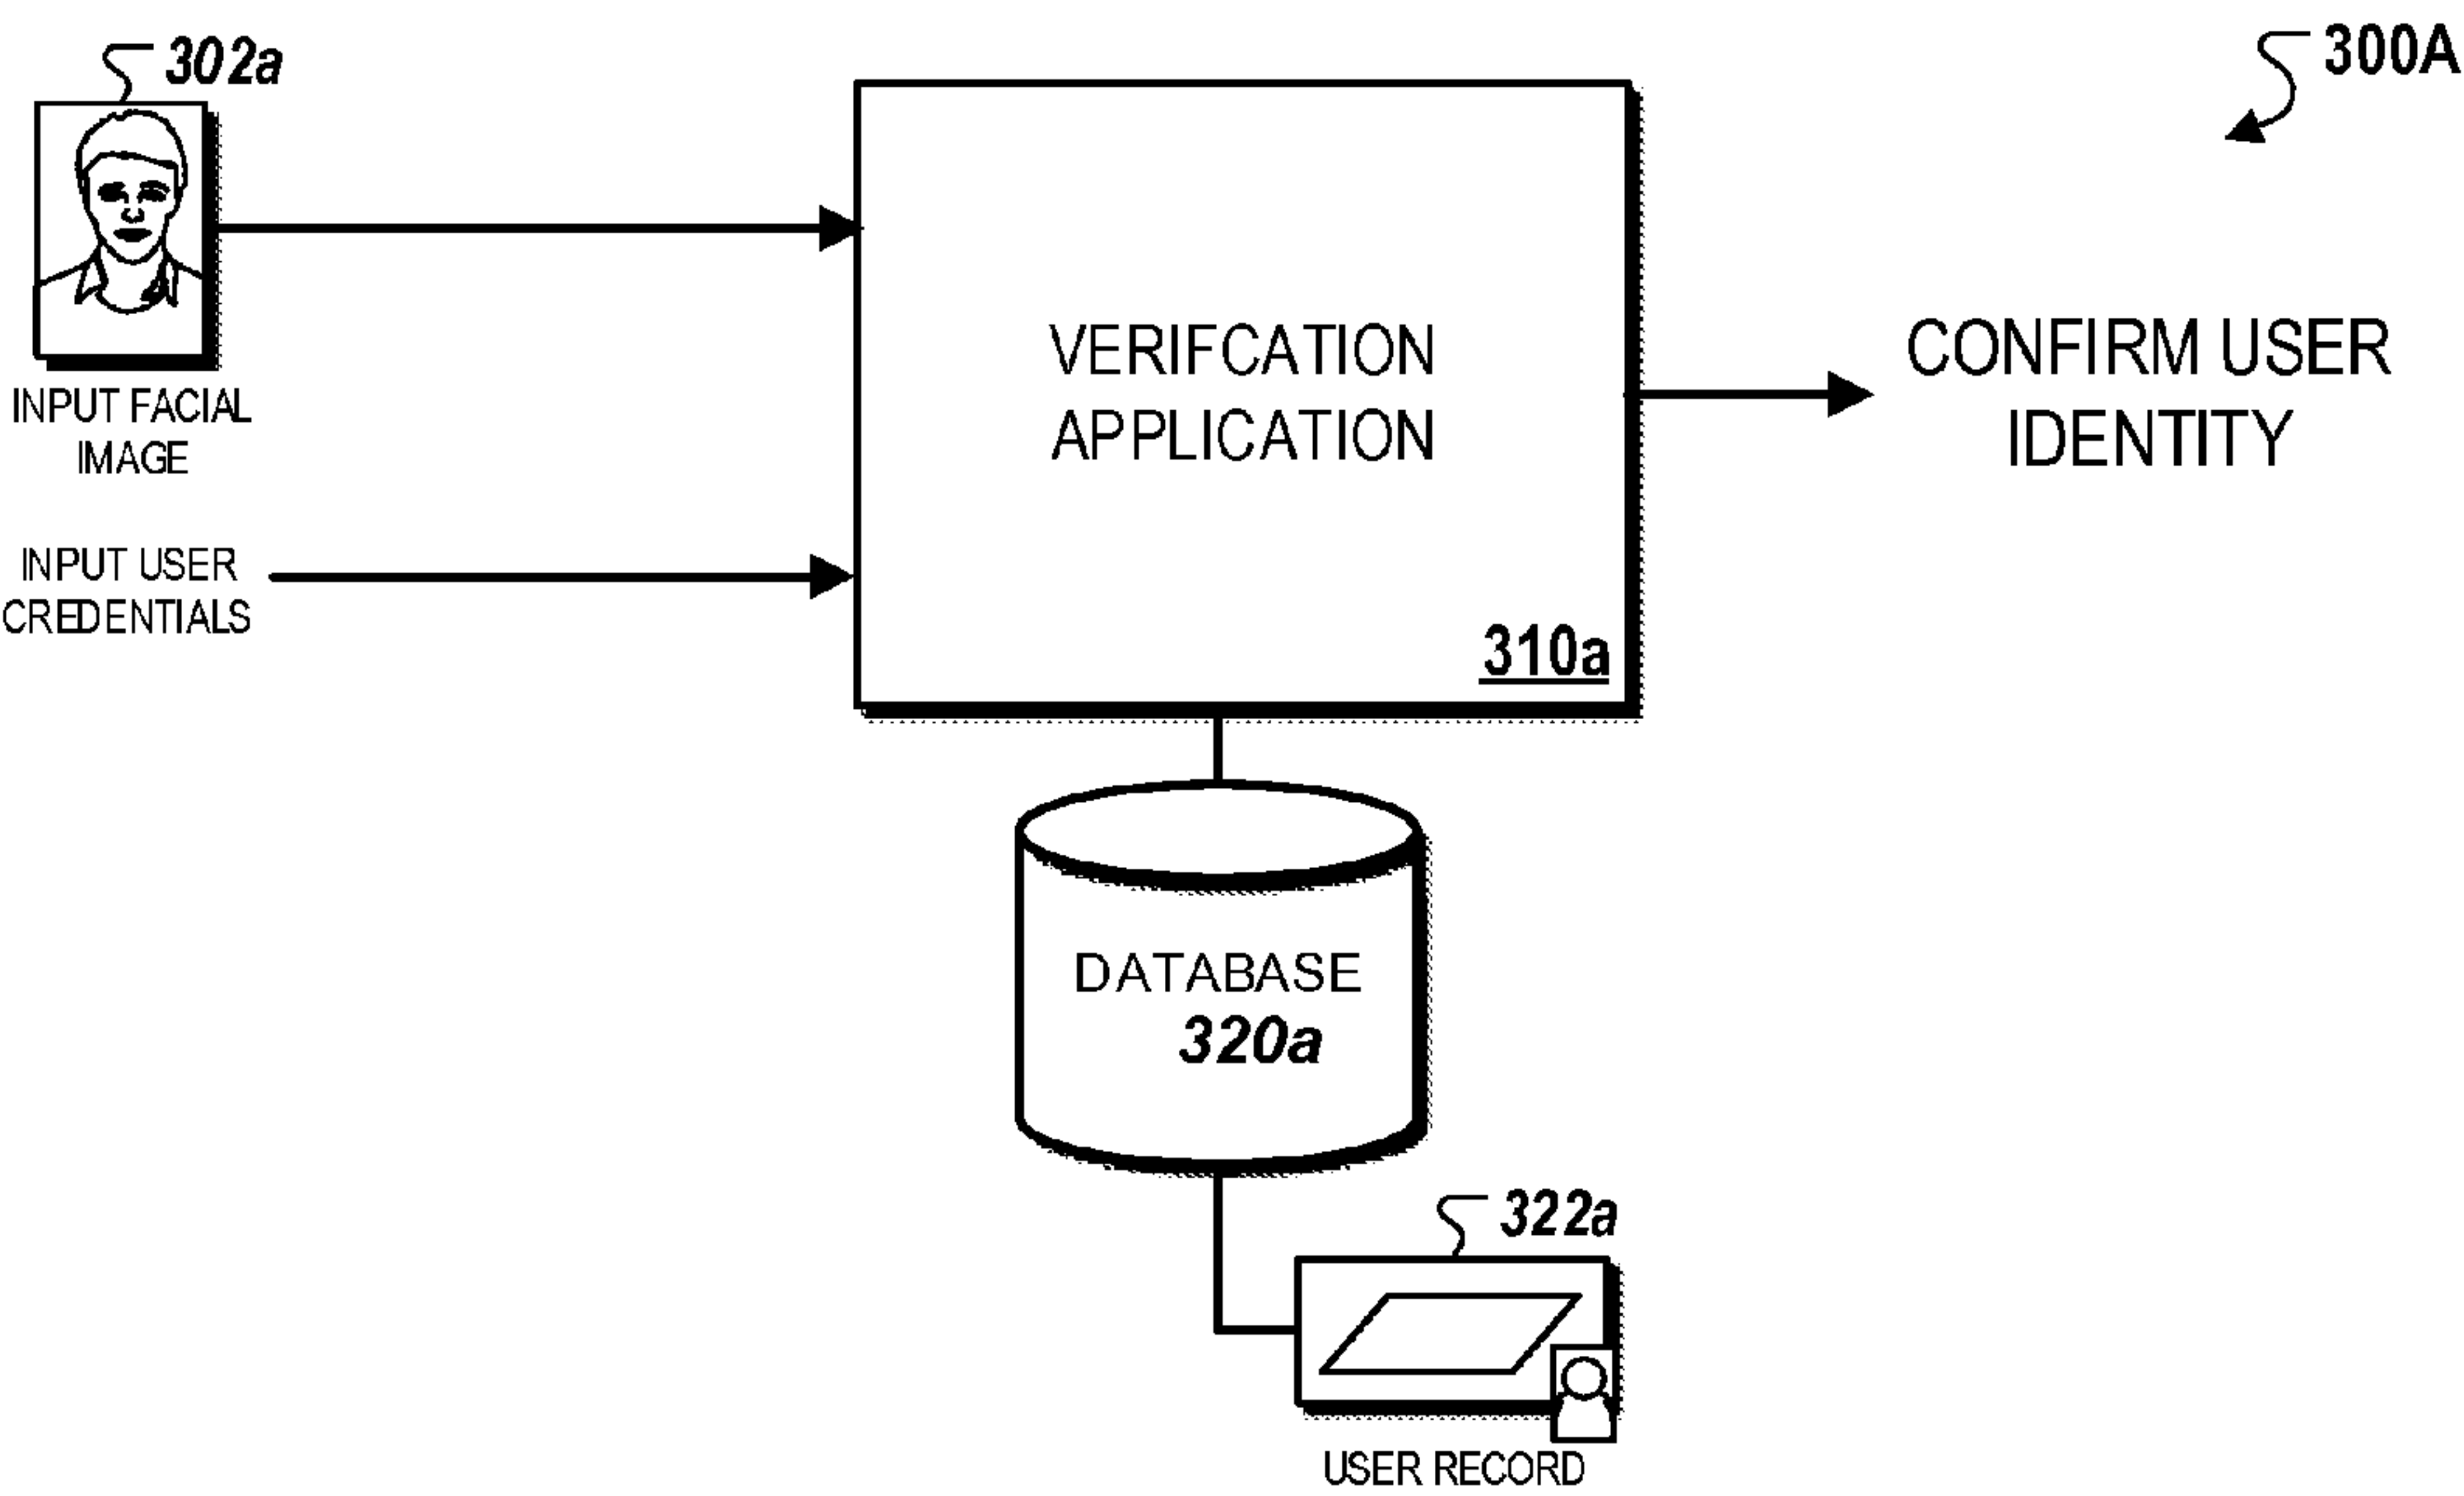 302a
300A
INPUT FACIAL
IMAGE
INPUT USER
CREDENTIALS
VERIFCATION
APPLICATION
310a
CONFIRM USER
IDENTITY
DATABASE
320a
322a
USER RECORD